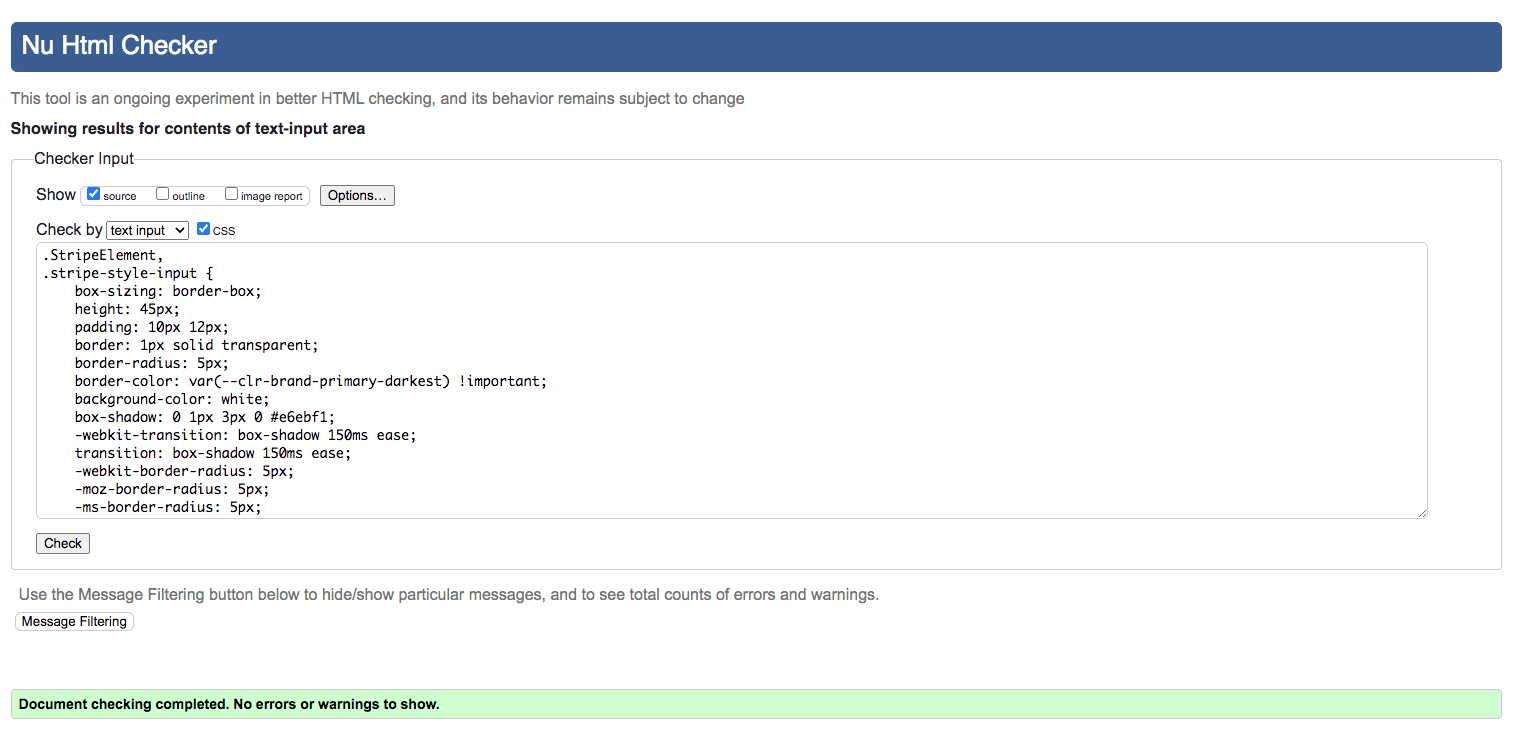 Nu Html Checker
This tool is an ongoing experiment in better HTML checking, and its behavior remains subject to change
Showing results for contents of text-input area
Checker Input
Show source outline image report Options...
Check by text input css
.StripeElement,
.stripe-style-input {
    box-sizing: border-box;
    height: 45px;
    padding: 10px 12px;
    border: 1px solid transparent;
    border-radius: 5px;
    border-color: var(--clr-brand-primary-darkest) !important;
    background-color: white;
    box-shadow: 0 1px 3px 0 #e6ebf1;
    -webkit-transition: box-shadow 150ms ease;
    transition: box-shadow 150ms ease;
    -webkit-border-radius: 5px;
    -moz-border-radius: 5px;
    -ms-border-radius: 5px;
Check
Use the Message Filtering button below to hide/show particular messages, and to see total counts of errors and warnings.
Message Filtering
Document checking completed. No errors or warnings to show.